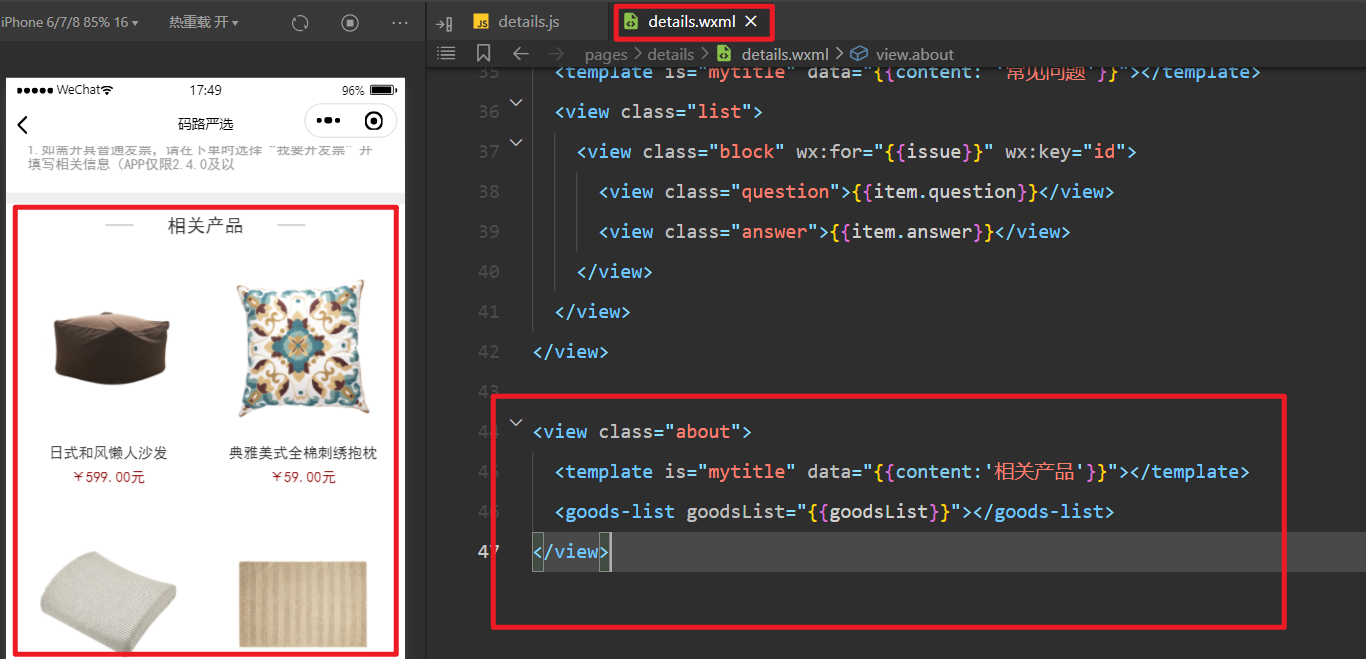 iPhone 6/7/8 85% 16
热重载 开
details.js
details.wxml
pages > details > details.wxml > view.about
WeChat 17:49 96%
码路严选
1. 如需开具普通发票，请在下单时选择“我要开发票”并
填写相关信息（APP仅限2.4.0及以
相关产品
日式和风懒人沙发
￥599.00元
典雅美式全棉刺绣抱枕
￥59.00元
35 <template is="mytitle" data="{{content: '常见问题'}}"></template>
36 <view class="list">
37 <view class="block" wx:for="{{issue}}" wx:key="id">
38 <view class="question">{{item.question}}</view>
39 <view class="answer">{{item.answer}}</view>
40 </view>
41 </view>
42 </view>
43
44 <view class="about">
45 <template is="mytitle" data="{{content:'相关产品'}}"></template>
46 <goods-list goodsList="{{goodsList}}"></goods-list>
47 </view>